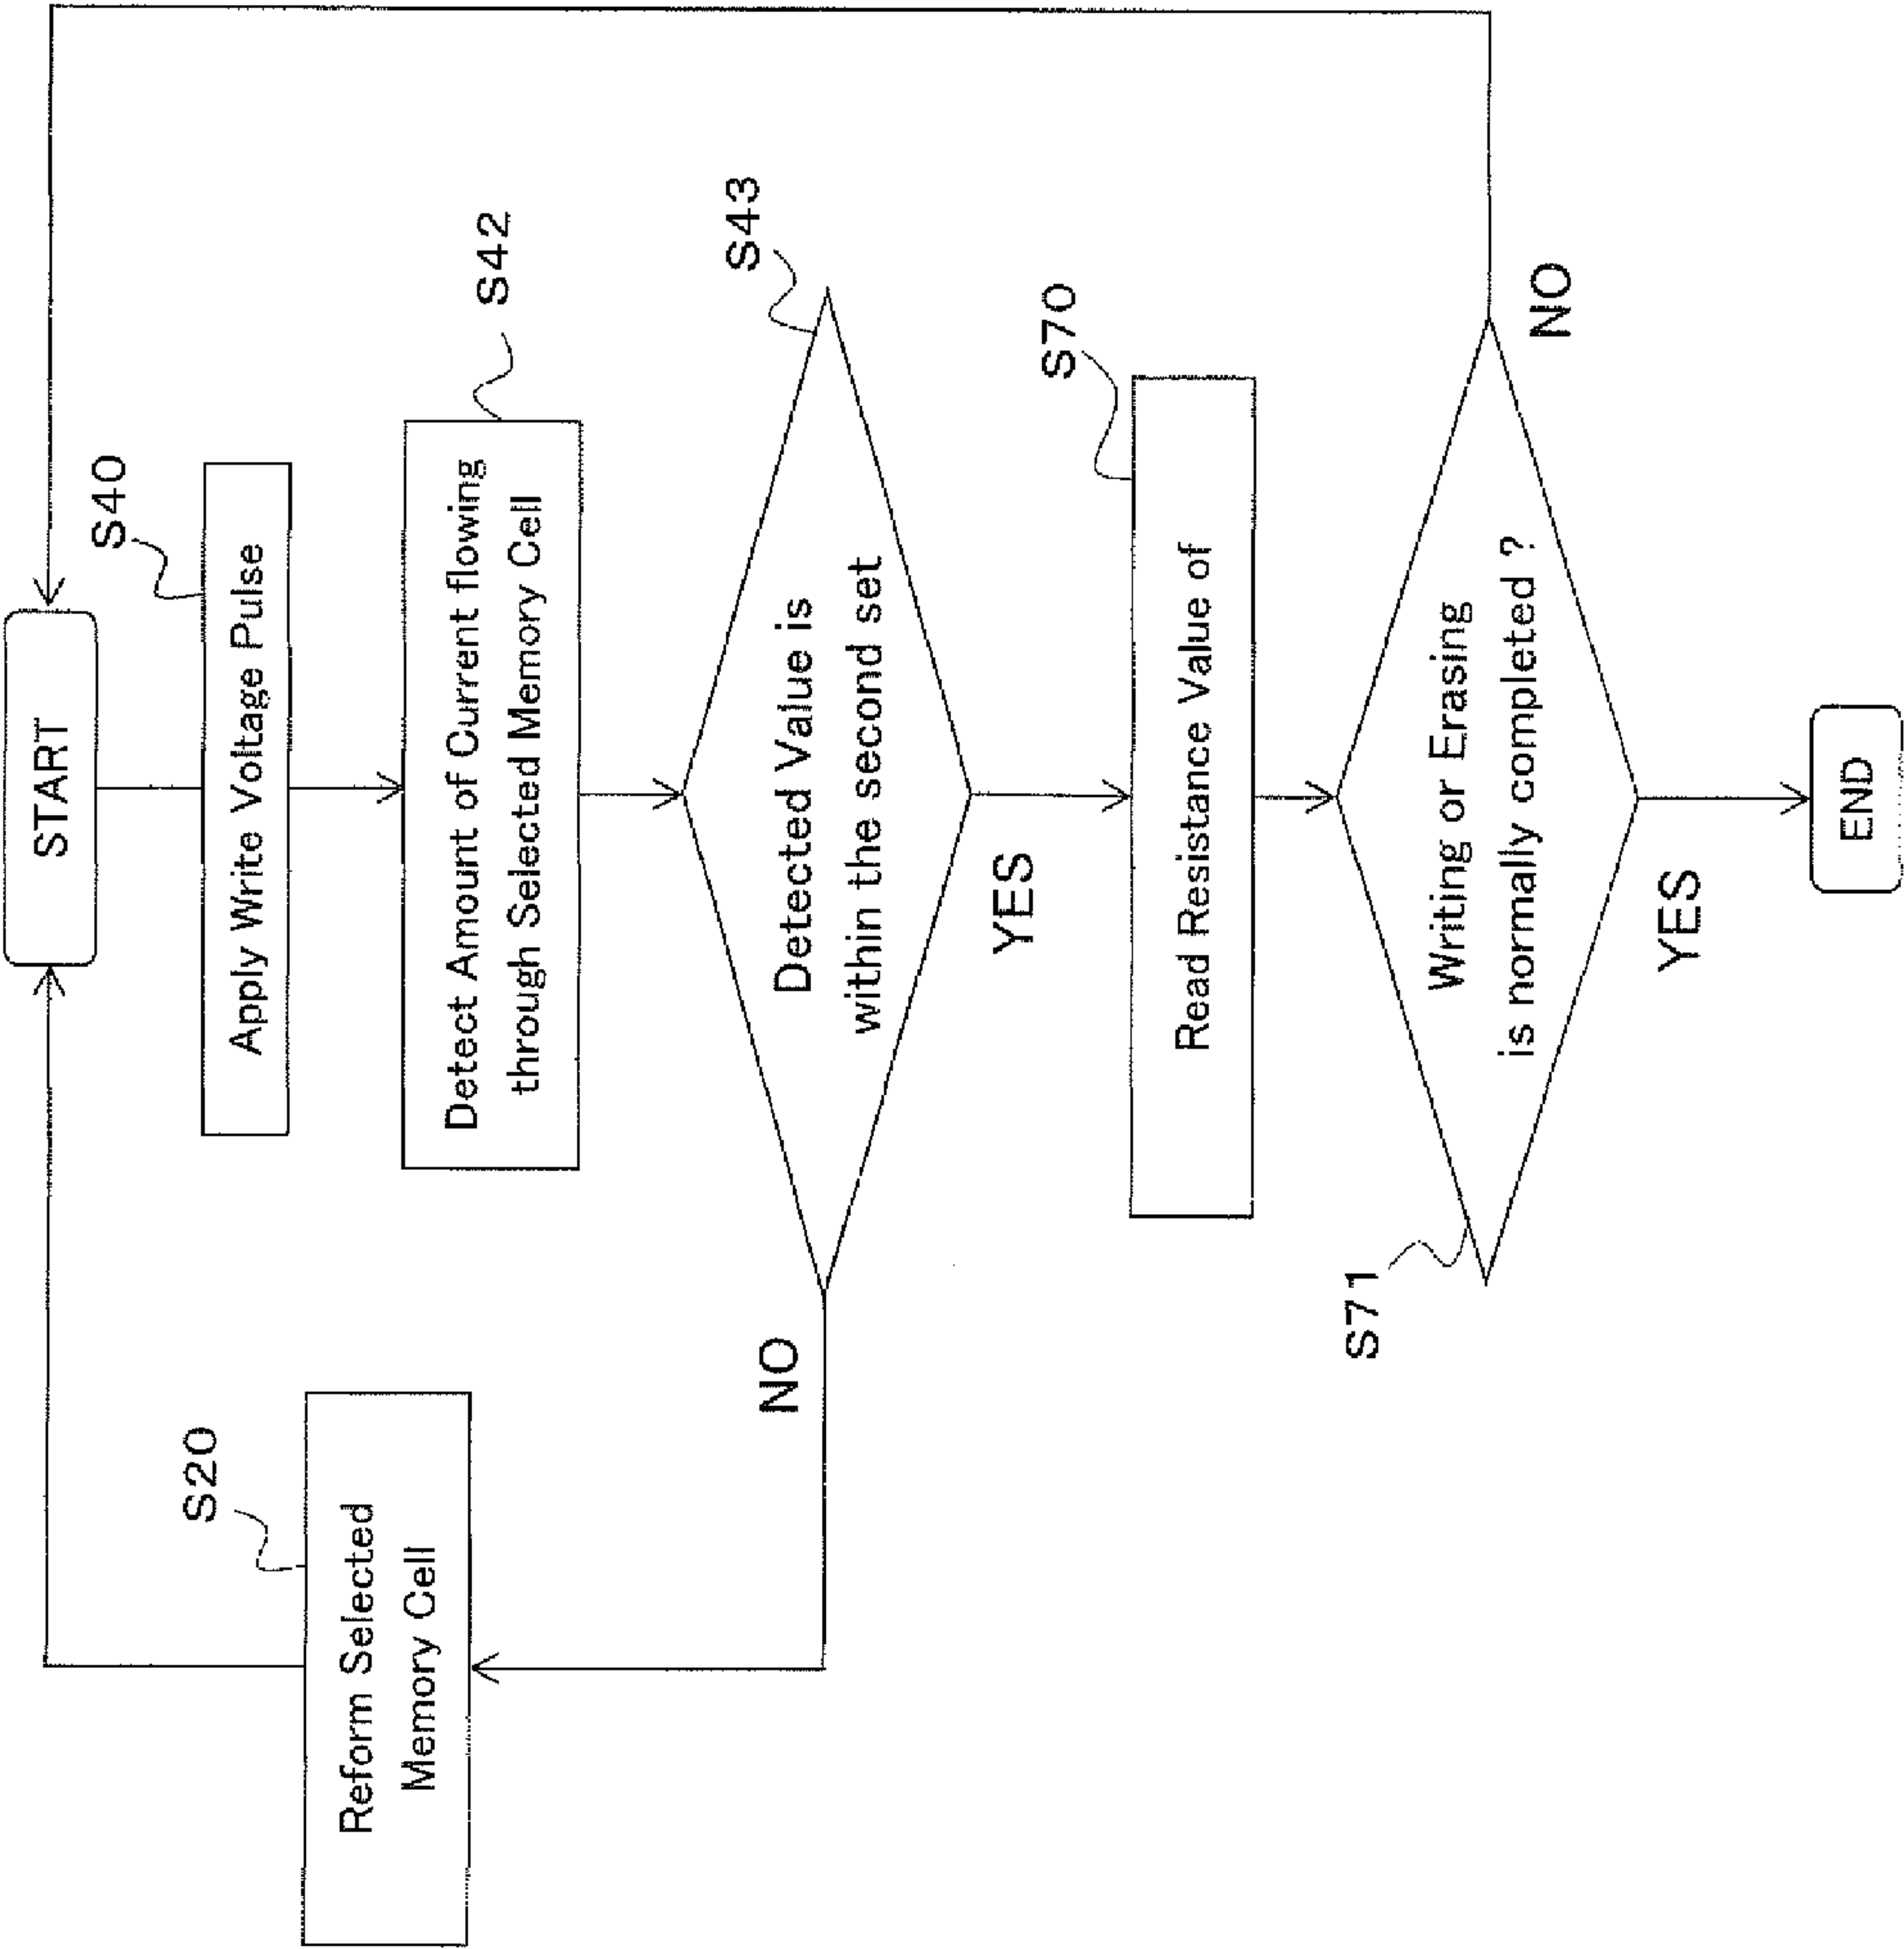 START
S40
Apply Write Voltage Pulse
S42
Detect Amount of Current flowing
through Selected Memory Cell
S20
Reform Selected
Memory Cell
S43
Detected Value is
within the second set
NO
YES
S70
Read Resistance Value of
S71
Writing or Erasing
is normally completed ?
NO
YES
END